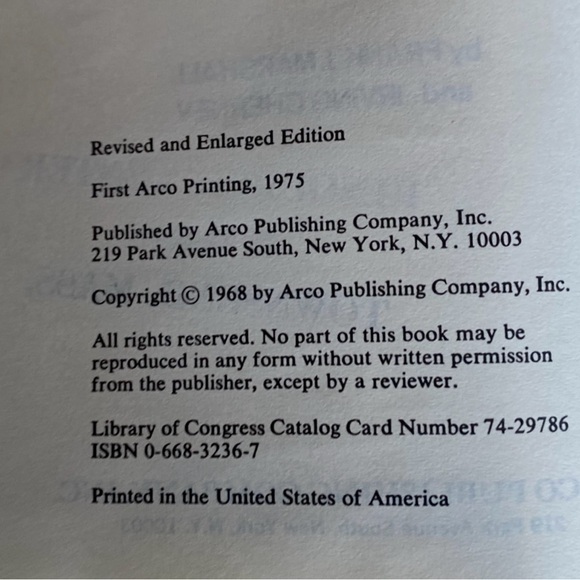 Revised and Enlarged Edition
First Arco Printing, 1975
Published by Arco Publishing Company, Inc.
219 Park Avenue South, New York, N.Y. 10003
Copyright © 1968 by Arco Publishing Company, Inc.
All rights reserved. No part of this book may be
reproduced in any form without written permission
from the publisher, except by a reviewer.
Library of Congress Catalog Card Number 74-29786
ISBN 0-668-3236-7
Printed in the United States of America